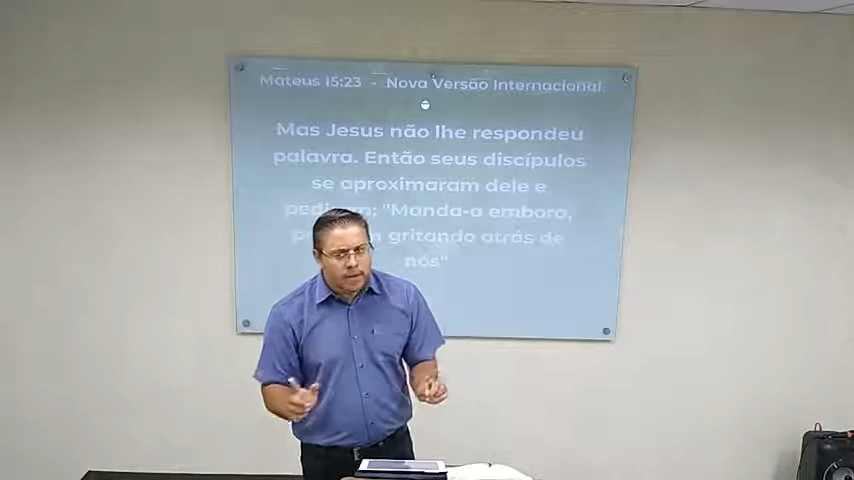 Mateus 15:23 - Nova Versão Internacional
Mas Jesus não lhe respondeu
palavra. Então seus discípulos
se aproximaram dele e
"Manda-a embora,
gritando atrás de
nós"